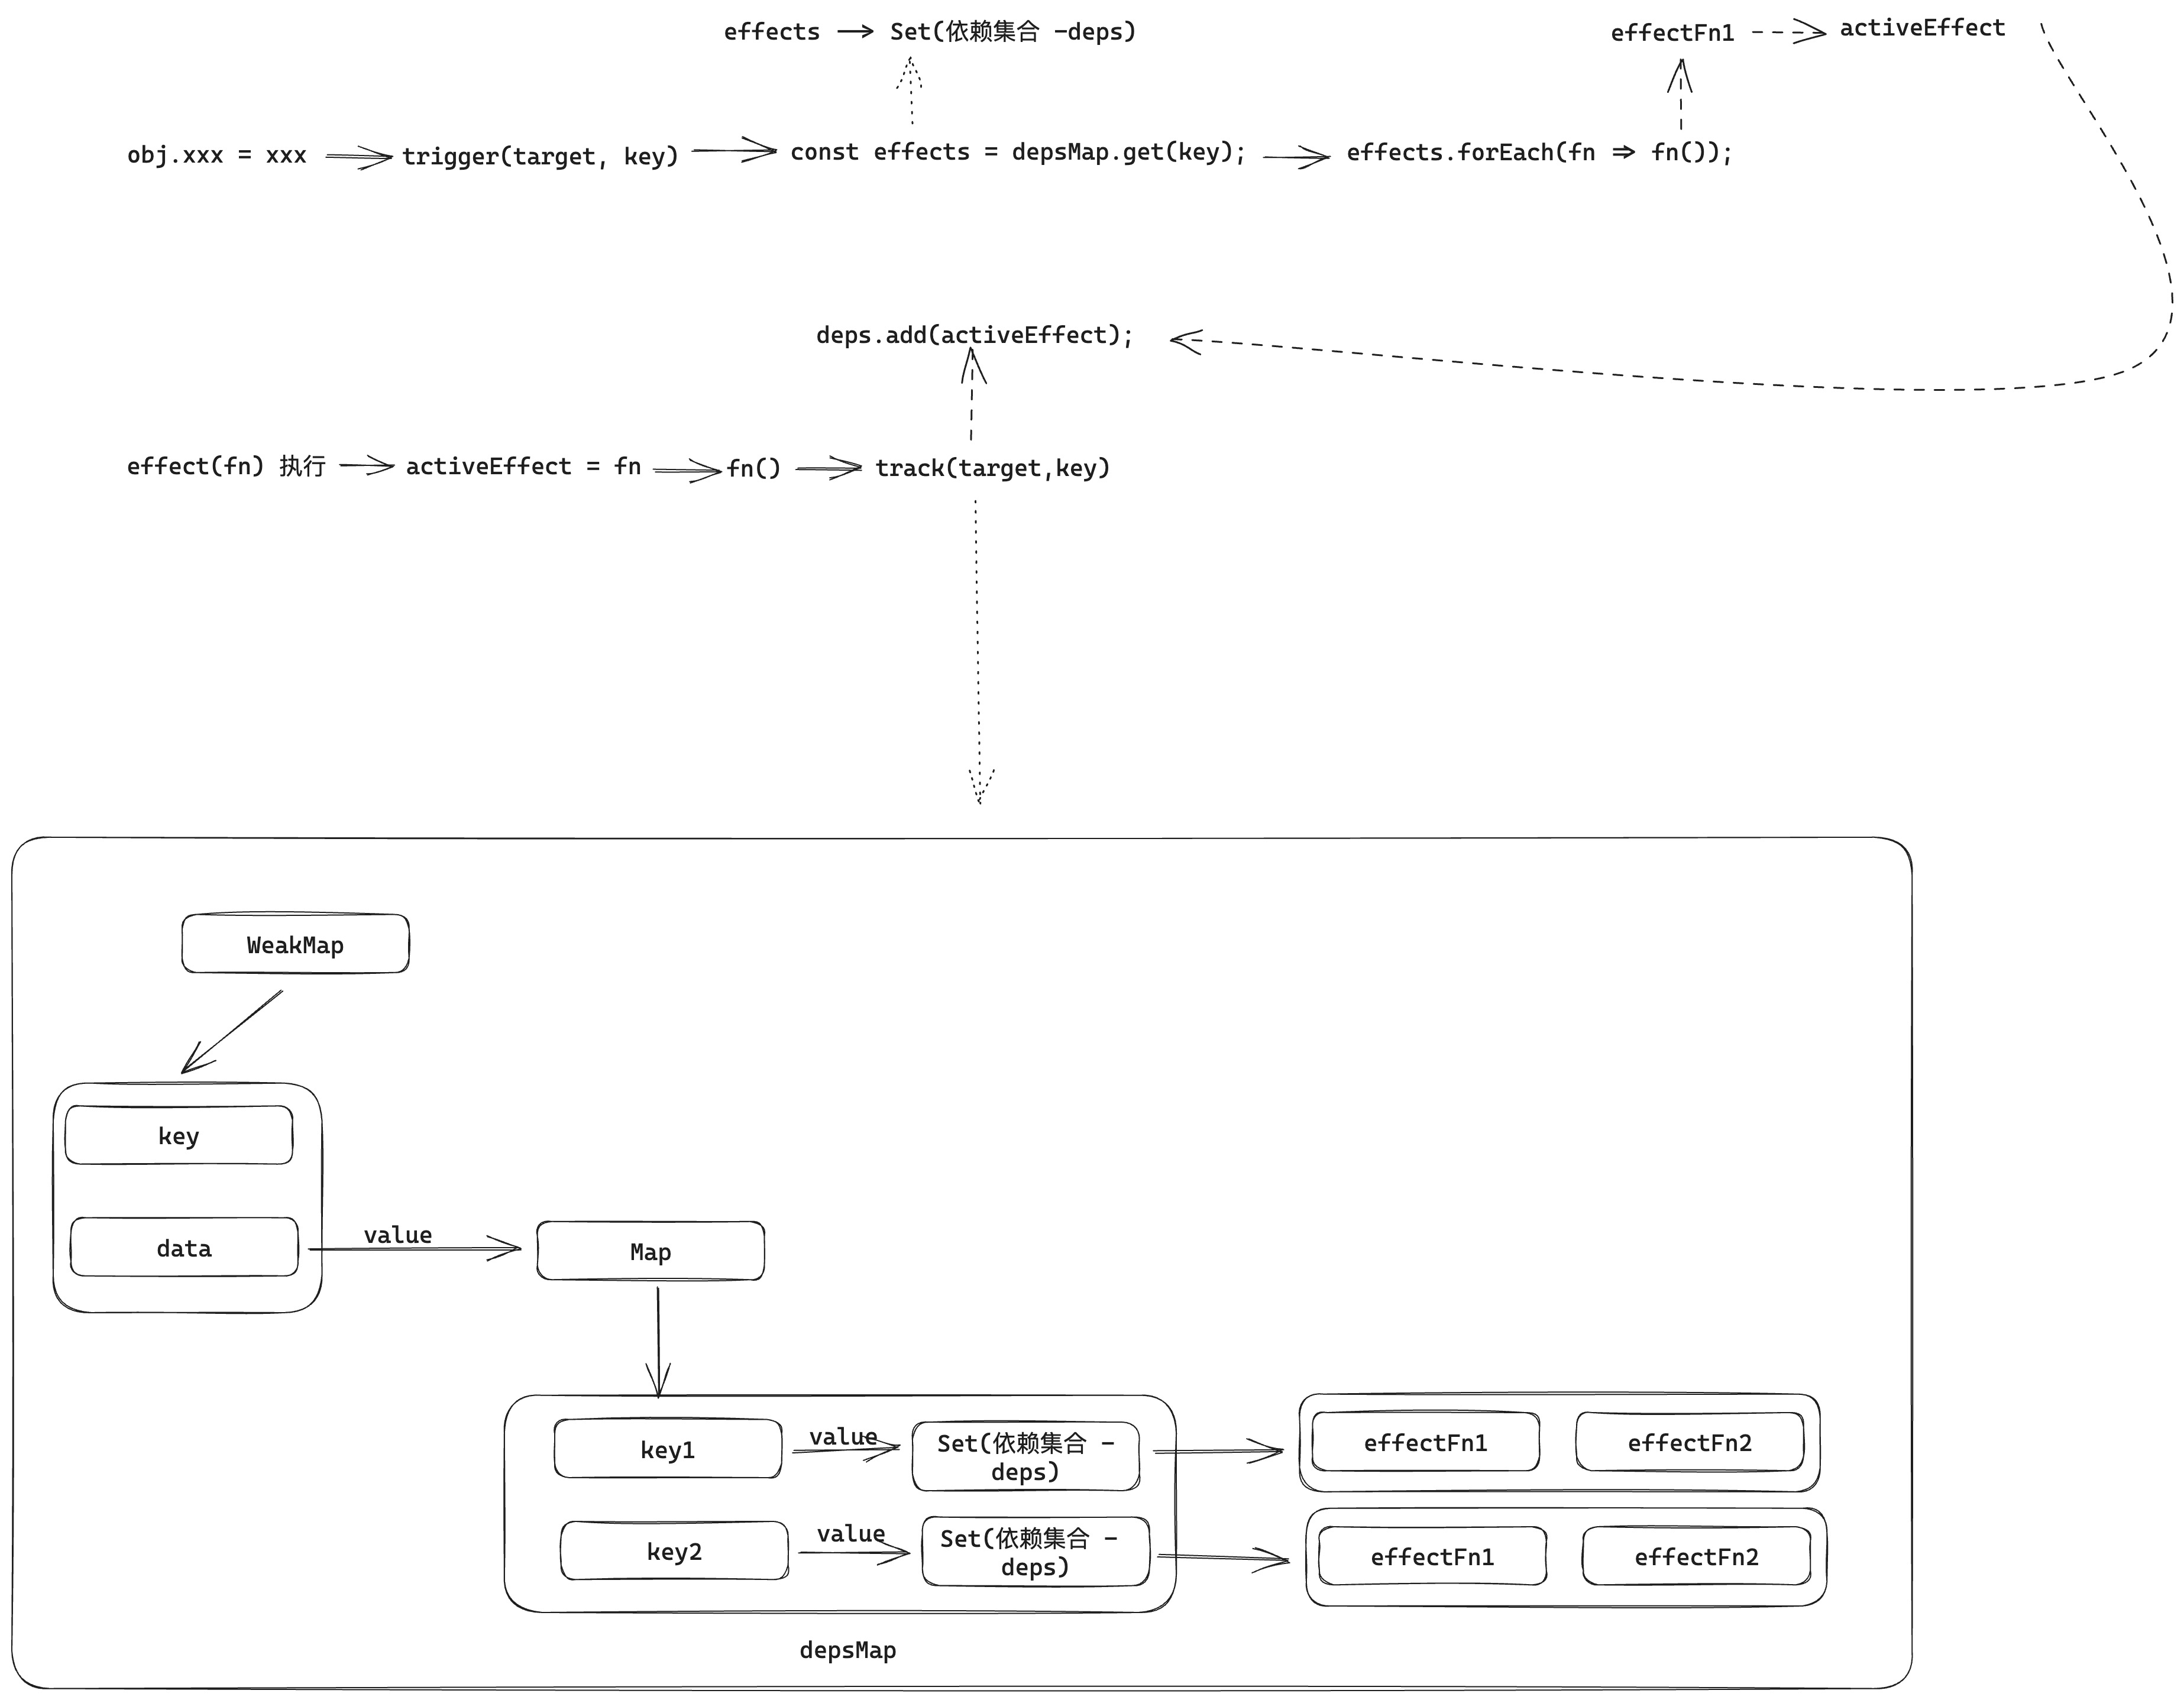 effects → Set(依赖集合 -deps)
effectFn1
activeEffect
obj.xxx = xxx
trigger(target, key)
const effects = depsMap.get(key);
effects.forEach(fn => fn());
deps.add(activeEffect);
effect(fn) 执行
activeEffect = fn
fn()
track(target,key)
WeakMap
key
data
value
Map
key1
value
Set(依赖集合 -
deps)
effectFn1
effectFn2
key2
value
Set(依赖集合 -
deps)
effectFn1
effectFn2
depsMap